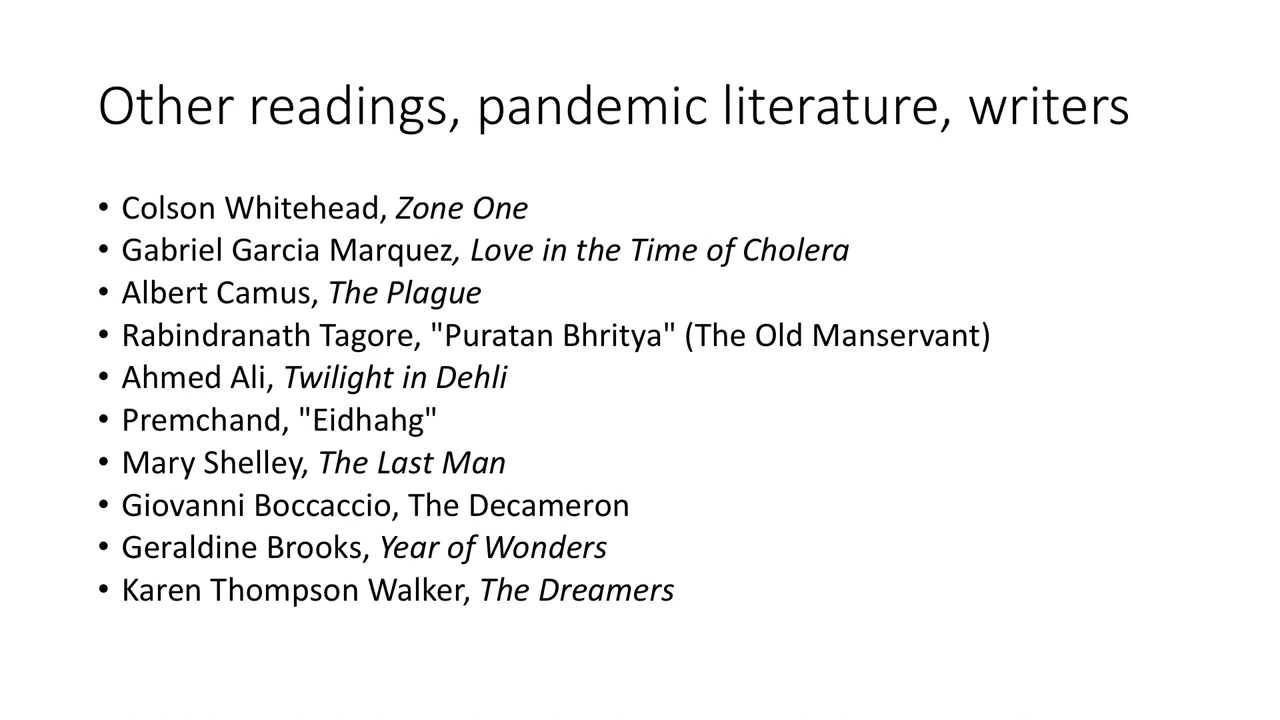 Other readings, pandemic literature, writers
• Colson Whitehead, Zone One
• Gabriel Garcia Marquez, Love in the Time of Cholera
• Albert Camus, The Plague
• Rabindranath Tagore, "Puratan Bhritya" (The Old Manservant)
• Ahmed Ali, Twilight in Dehli
• Premchand, "Eidhahg"
• Mary Shelley, The Last Man
• Giovanni Boccaccio, The Decameron
• Geraldine Brooks, Year of Wonders
• Karen Thompson Walker, The Dreamers